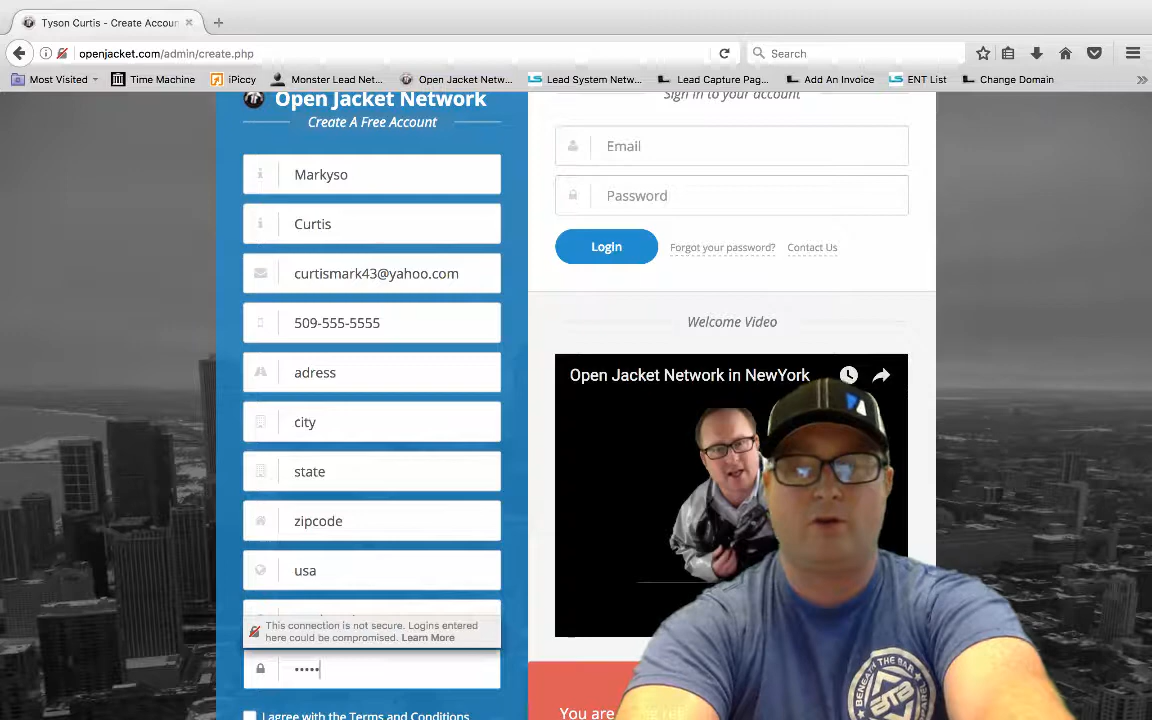 Tyson Curtis - Create Accoun
openjacket.com/admin/create.php
Search
Most Visited
Time Machine
iPiccy
Monster Lead Net...
Open Jacket Netw...
Lead System Netw...
Lead Capture Pag...
Add An Invoice
ENT List
Change Domain
Open Jacket Network
Create A Free Account
Markyso
Curtis
curtismark43@yahoo.com
509-555-5555
adress
city
state
zipcode
usa
This connection is not secure. Logins entered
here could be compromised. Learn More
•••••
I agree with the Terms and Conditions
Sign in to your account
Email
Password
Login
Forgot your password?
Contact Us
Welcome Video
Open Jacket Network in NewYork
You are
BENEATH THE BAR
BTB